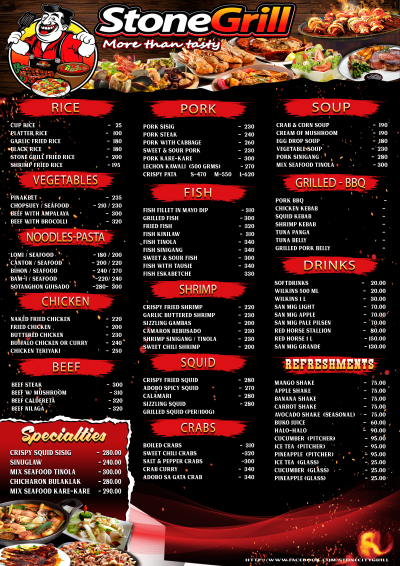 StoneGrill
More than tasty
RICE
CUP RICE - 25
PLATTER RICE - 100
GARLIC FRIED RICE - 180
BLACK RICE - 180
STONE GRILL FRIED RICE - 200
SHRIMP FRIED RICE - 195
VEGETABLES
PINAKBET - 235
CHOPSUEY / SEAFOOD - 210 / 230
BEEF WITH AMPALAYA - 300
BEEF WITH BROCOLLI - 320
NOODLES-PASTA
LOMI / SEAFOOD - 180 / 200
CANTON / SEAFOOD - 200 / 220
BIHON / SEAFOOD - 240 / 270
BAM-I / SEAFOOD - 220/ 240
SOTANGHON GUISADO - 280- 300
CHICKEN
NAKED FRIED CHICKEN - 220
FRIED CHICKEN - 200
BUTTERED CHICKEN - 230
BUFFALO CHICKEN OR CURRY - 240
CHICKEN TERIYAKI - 250
BEEF
BEEF STEAK - 300
BEEF W/ MUSHROOM - 310
BEEF CALDERETA - 320
BEEF NILAGA - 320
Specialties
CRISPY SQUID SISIG - 280.00
SINUGLAW - 240.00
MIX SEAFOOD TINOLA - 300.00
CHICHARON BULAKLAK - 280.00
MIX SEAFOOD KARE-KARE - 290.00
PORK
PORK SISIG - 230
PORK STEAK - 240
PORK WITH CABBAGE - 260
SWEET & SOUR PORK - 230
PORK KARE-KARE - 300
LECHON KAWALI (500 GRMS) - 270
CRISPY PATA S-470 M-550 L-620
FISH
FISH FILLET IN MAYO DIP - 310
GRILLED FISH - 300
FRIED FISH - 320
FISH KINILAW - 310
FISH TINOLA - 340
FISH SINIGANG - 340
SWEET & SOUR FISH - 300
FISH WITH TAUSIE - 340
FISH ESKABETCHE - 330
SHRIMP
CRISPY FRIED SHRIMP - 220
GARLIC BUTTERED SHRIMP - 230
SIZZLING GAMBAS - 200
CAMARON REBUSADO - 230
SHRIMP SINIGANG / TINOLA - 230
SWEET CHILI SHRIMP - 200
SQUID
CRISPY FRIED SQUID - 280
ADOBO SPICY SQUID - 270
CALAMARI - 280
SIZZLING SQUID - 280
GRILLED SQUID (PER/100G)
CRABS
BOILED CRABS - 310
SWEET CHILI CRABS - 320
SALT & PEPPER CRABS - 300
CRAB CURRY - 340
ADOBO SA GATA CRAB - 340
SOUP
CRAB & CORN SOUP - 190
CREAM OF MUSHROOM - 190
EGG DROP SOUP - 180
VEGETABLE SOUP - 230
PORK SINIGANG - 280
MIX SEAFOOD TINOLA - 300
GRILLED - BBQ
PORK BBQ -
CHICKEN KEBAB -
SQUID KEBAB -
SHRIMP KEBAB -
TUNA PANGA -
TUNA BELLY -
GRILLED PORK BELLY -
DRINKS
SOFTDRINKS - 20.00
WILKINS 500 ML - 20.00
WILKINS 1 L - 30.00
SAN MIG LIGHT - 70.00
SAN MIG APPLE - 70.00
SAN MIG PALE PILSEN - 70.00
RED HORSE STALLION - 80.00
RED HORSE 1 L - 150.00
SAN MIG GRANDE - 130.00
REFRESHMENTS
MANGO SHAKE - 75.00
APPLE SHAKE - 75.00
BANANA SHAKE - 75.00
CARROT SHAKE - 75.00
AVOCADO SHAKE (SEASONAL) - 75.00
BUKO JUICE - 60.00
HALO-HALO - 90.00
CUCUMBER (PITCHER) - 95.00
ICE TEA (PITCHER) - 95.00
PINEAPPLE (PITCHER) - 95.00
ICE TEA (GLASS) - 25.00
CUCUMBER (GLASS) - 25.00
PINEAPPLE (GLASS) - 25.00
HTTP://WWW.FACEBOOK.COM/STONECITYGRILL